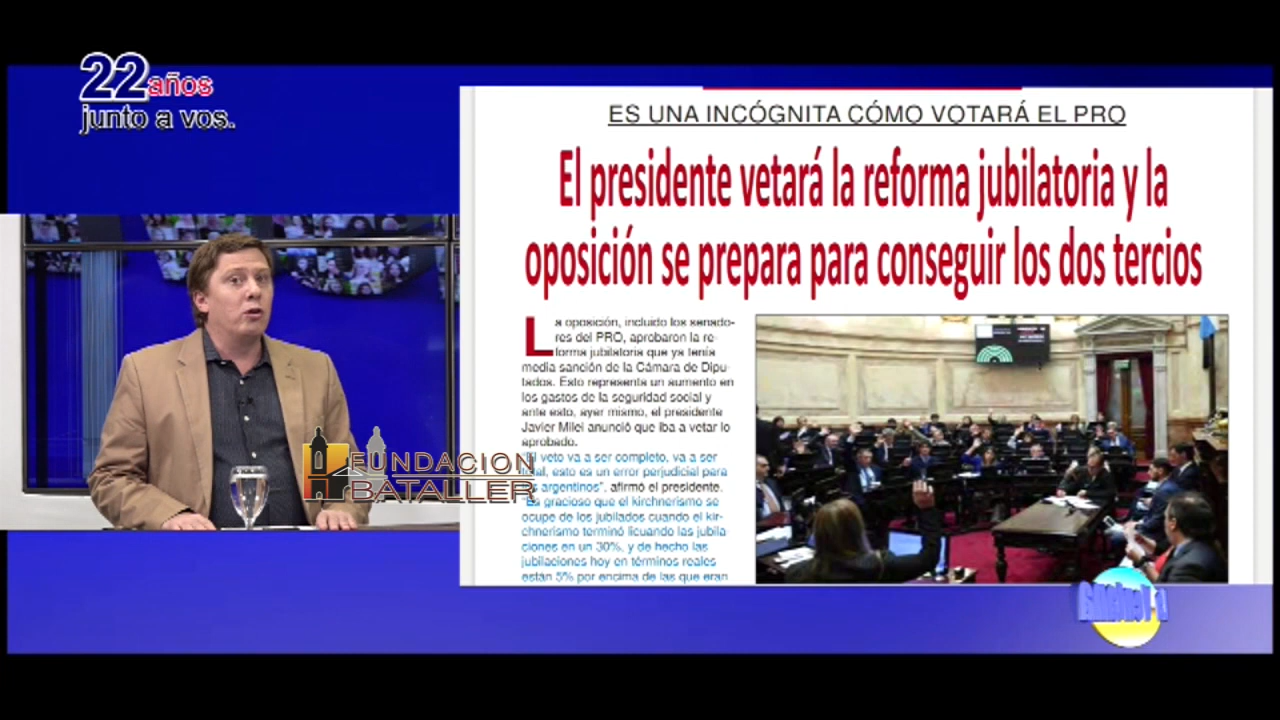 22 años
junto a vos.
ES UNA INCÓGNITA CÓMO VOTARÁ EL PRO
El presidente vetará la reforma jubilatoria y la
oposición se prepara para conseguir los dos tercios
La oposición, incluido los senado-
res del PRO, aprobaron la re-
forma jubilatoria que ya tenía
media sanción de la Cámara de Dipu-
tados. Esto representa un aumento en
los gastos de la seguridad social y
ante esto, ayer mismo, el presidente
Javier Milei anunció que iba a vetar lo
aprobado.
"El veto va a ser completo, va a ser
total, esto es un error perjudicial para
argentinos", afirmó el presidente.
"Es gracioso que el kirchnerismo se
ocupe de los jubilados cuando el kir-
chnerismo terminó licuando las jubila-
ciones en un 30%, y de hecho las
jubilaciones hoy en términos reales
están 5% por encima de las que eran
FUNDACION
BATALLER